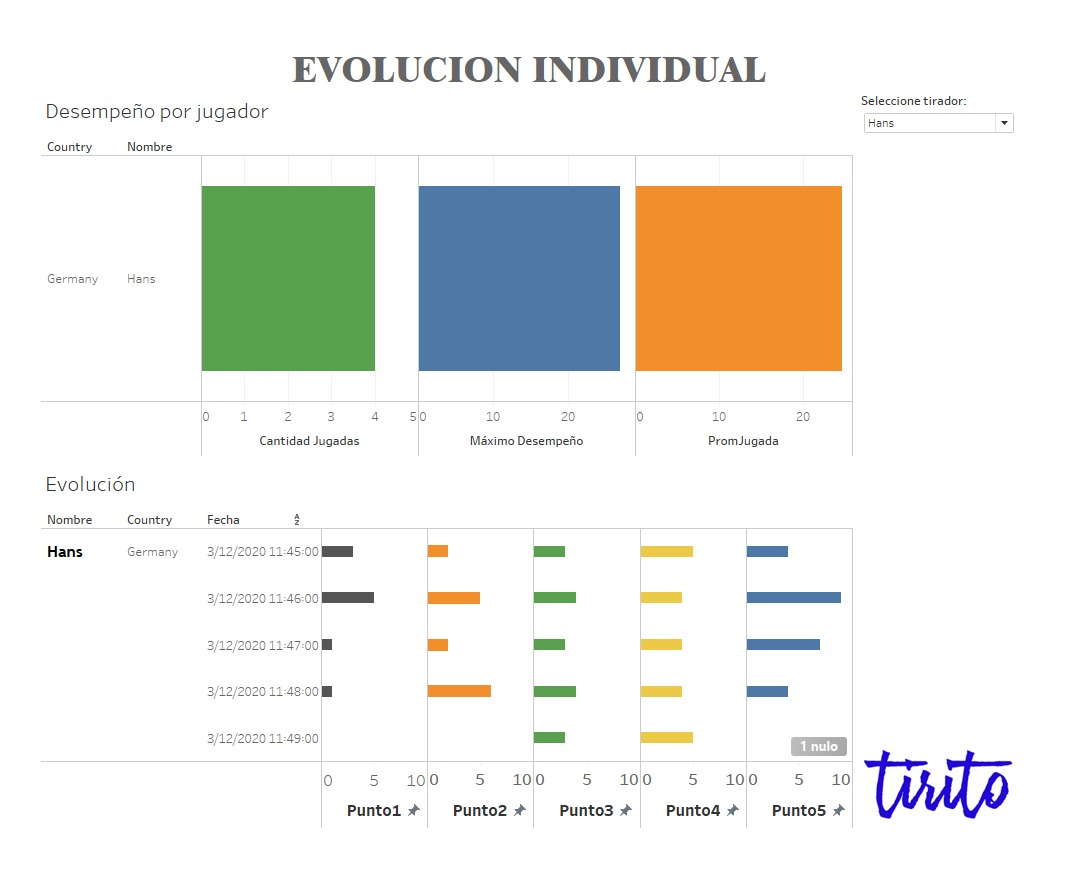 EVOLUCION INDIVIDUAL
Desempeño por jugador
Seleccione tirador:
Hans
Country Nombre
Germany Hans
0 1 2 3 4 5 0 10 20 0 10 20
Cantidad Jugadas Máximo Desempeño PromJugada
Evolución
Nombre Country Fecha
Hans Germany 3/12/2020 11:45:00
3/12/2020 11:46:00
3/12/2020 11:47:00
3/12/2020 11:48:00
3/12/2020 11:49:00
1 nulo
0 5 10 0 5 10 0 5 10 0 5 10 0 5 10
Punto1 Punto2 Punto3 Punto4 Punto5
tirito